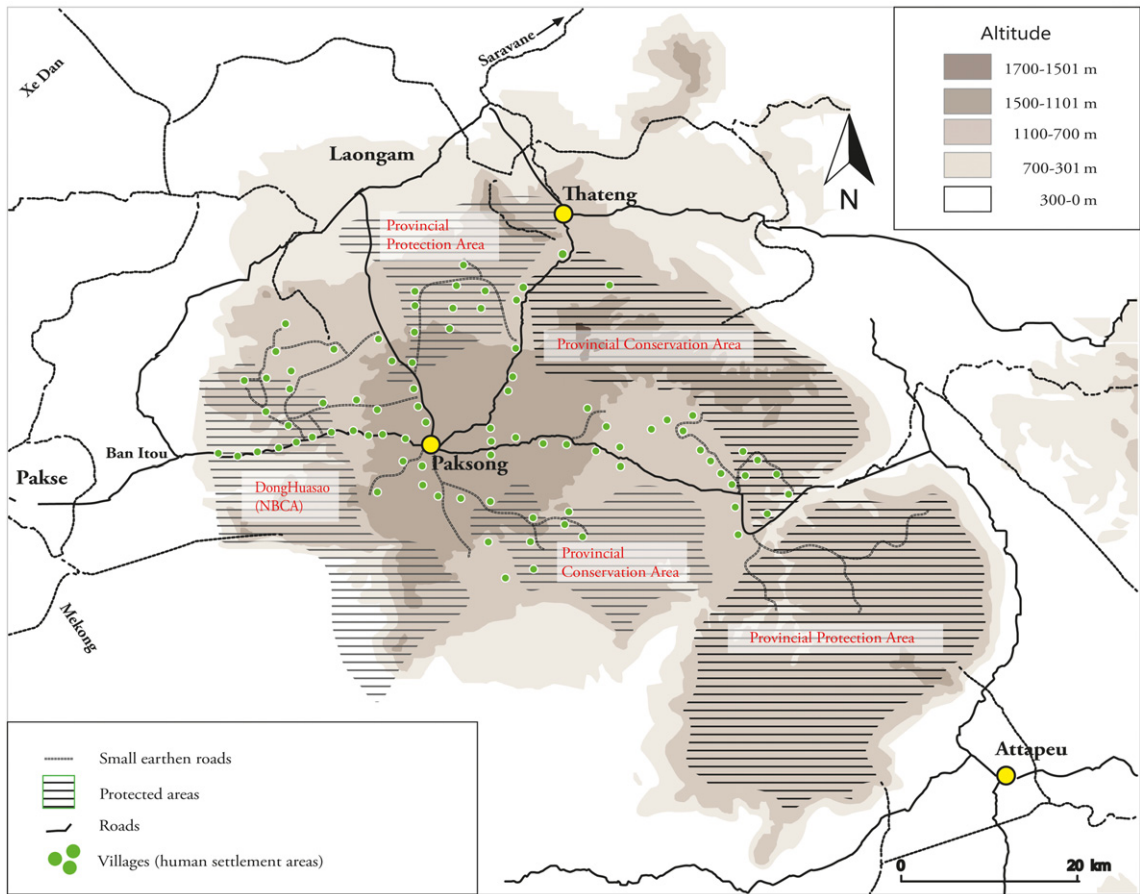 Altitude
1700-1501 m
1500-1101 m
1100-700 m
700-301 m
300-0 m
N
Saravane
Xe Dan
Laongam
Thateng
Provincial
Protection Area
Provincial Conservation Area
Ban Itou
Pakse
Paksong
DongHuasao
(NBCA)
Provincial
Conservation Area
Mekong
Provincial Protection Area
Attapeu
Small earthen roads
Protected areas
Roads
Villages (human settlement areas)
0
20 km